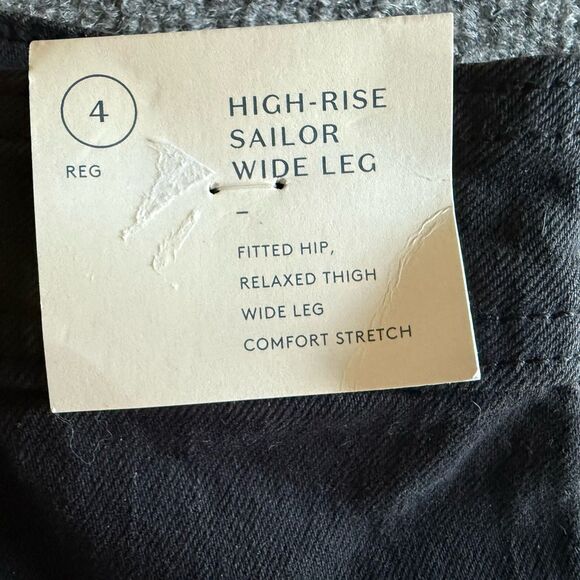 4
REG
HIGH-RISE
SAILOR
WIDE LEG
–
FITTED HIP,
RELAXED THIGH
WIDE LEG
COMFORT STRETCH